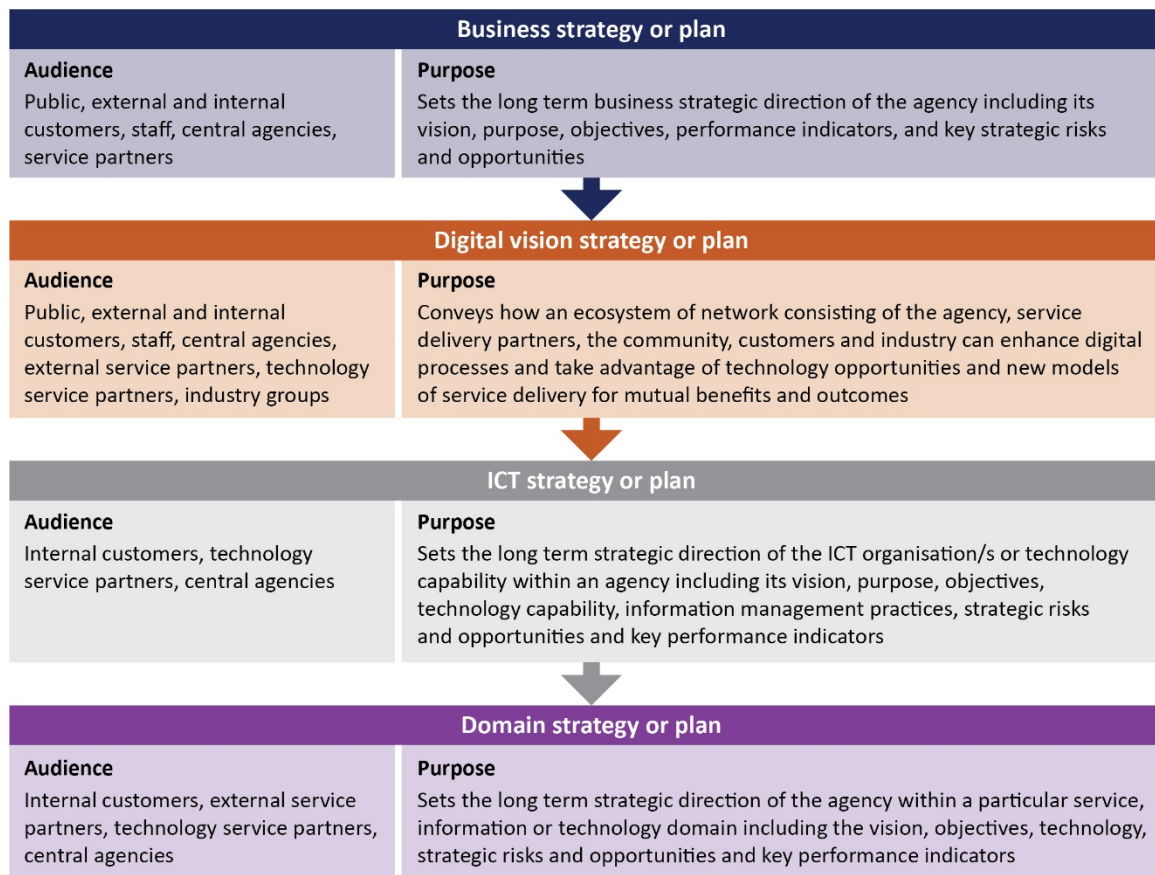 Business strategy or plan
Audience
Public, external and internal
customers, staff, central agencies,
service partners
Purpose
Sets the long term business strategic direction of the agency including its
vision, purpose, objectives, performance indicators, and key strategic risks
and opportunities
Digital vision strategy or plan
Audience
Public, external and internal
customers, staff, central agencies,
external service partners, technology
service partners, industry groups
Purpose
Conveys how an ecosystem of network consisting of the agency, service
delivery partners, the community, customers and industry can enhance digital
processes and take advantage of technology opportunities and new models
of service delivery for mutual benefits and outcomes
ICT strategy or plan
Audience
Internal customers, technology
service partners, central agencies
Purpose
Sets the long term strategic direction of the ICT organisation/s or technology
capability within an agency including its vision, purpose, objectives,
technology capability, information management practices, strategic risks
and opportunities and key performance indicators
Domain strategy or plan
Audience
Internal customers, external service
partners, technology service partners,
central agencies
Purpose
Sets the long term strategic direction of the agency within a particular service,
information or technology domain including the vision, objectives, technology,
strategic risks and opportunities and key performance indicators